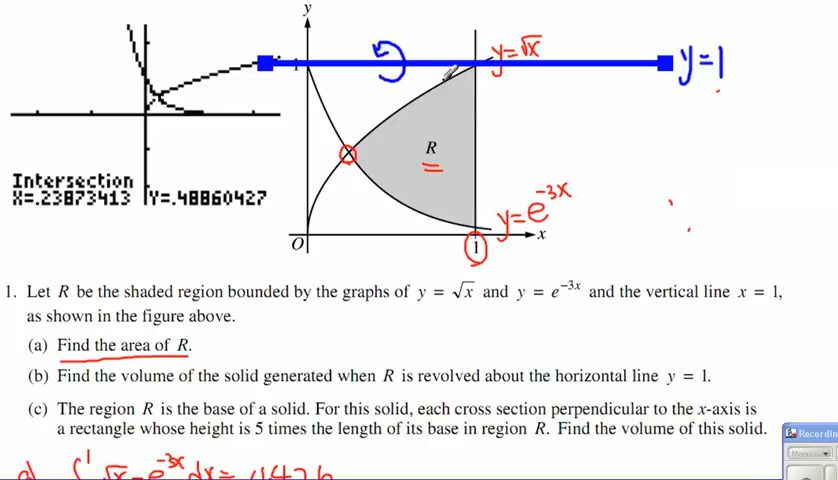 y
1
y=√x
y=1
R
Intersection
X=.23873413 Y=.48860427
y=e^-3x
O
1
x
1. Let R be the shaded region bounded by the graphs of y = √x and y = e^−3x and the vertical line x = 1,
as shown in the figure above.
(a) Find the area of R.
(b) Find the volume of the solid generated when R is revolved about the horizontal line y = 1.
(c) The region R is the base of a solid. For this solid, each cross section perpendicular to the x-axis is
a rectangle whose height is 5 times the length of its base in region R. Find the volume of this solid.
Recordin
Menu
∫^1 √x − e^-3x dx =